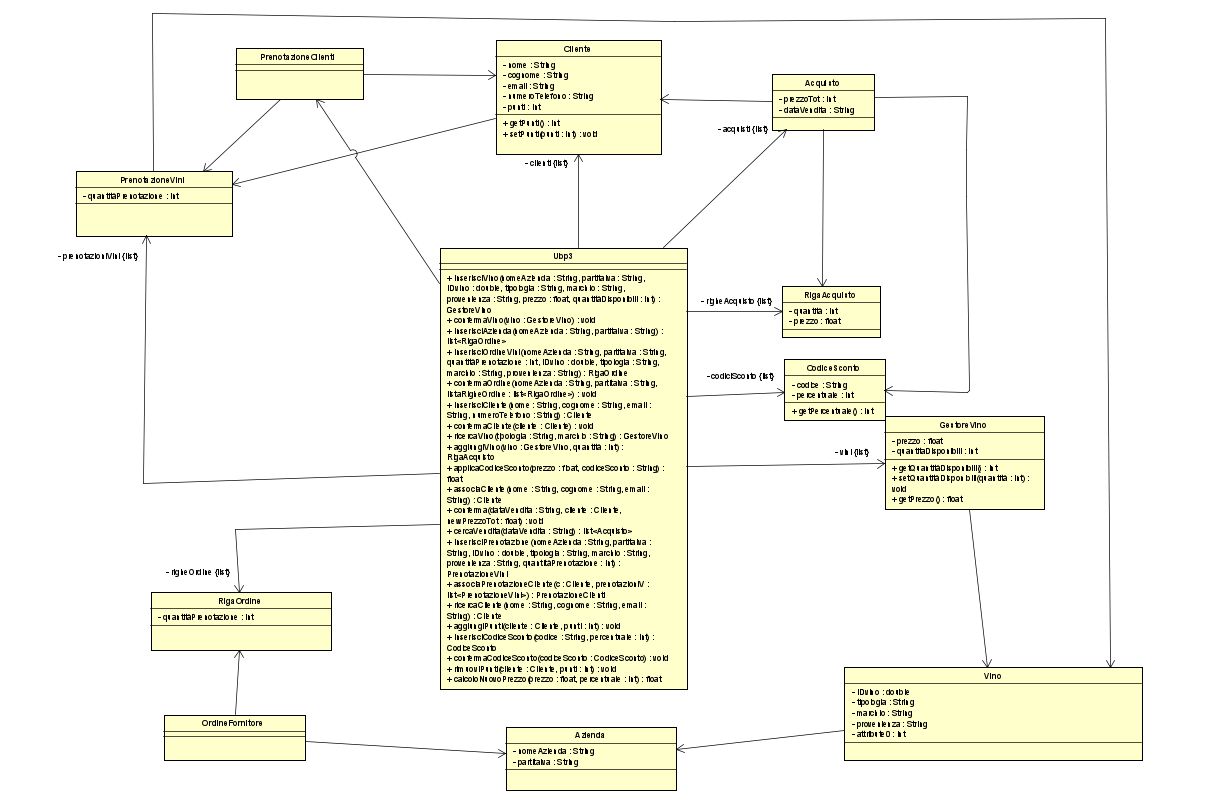 PrenotazioneClienti
Cliente
- nome : String
- cognome : String
- email : String
- numeroTelefono : String
- punti : int
+ getPunti() : int
+ setPunti(punti : int) : void
Acquisto
- prezzoTot : int
- dataVendita : String
- acquisti {list}
- clienti {list}
PrenotazioneVini
- quantitàPrenotazione : int
- prenotazioniVini {list}
Ubp3
+ inserisciVino(nomeAzienda : String, partitaIva : String,
IDvino : double, tipologia : String, marchio : String,
provenienza : String, prezzo : float, quantitàDisponibili : int) :
GestoreVino
+ confermaVino(vino : GestoreVino) : void
+ inserisciAzienda(nomeAzienda : String, partitaIva : String) :
list<RigaOrdine>
+ inserisciOrdineVini(nomeAzienda : String, partitaIva : String,
quantitàPrenotazione : int, IDvino : double, tipologia : String,
marchio : String, provenienza : String) : RigaOrdine
+ confermaOrdine(nomeAzienda : String, partitaIva : String,
listaRigheOrdine : list<RigaOrdine>) : void
+ inserisciCliente(nome : String, cognome : String, email :
String, numeroTelefono : String) : Cliente
+ confermaCliente(cliente : Cliente) : void
+ ricercaVino(tipologia : String, marchio : String) : GestoreVino
+ aggiungiVino(vino : GestoreVino, quantità : int) :
RigaAcquisto
+ applicaCodiceSconto(prezzo : float, codiceSconto : String) :
float
+ associaCliente(nome : String, cognome : String, email :
String) : Cliente
+ conferma(dataVendita : String, cliente : Cliente,
newPrezzoTot : float) : void
+ cercaVendita(dataVendita : String) : list<Acquisto>
+ inserisciPrenotazione(nomeAzienda : String, partitaIva :
String, IDvino : double, tipologia : String, marchio : String,
provenienza : String, quantitàPrenotazione : int) :
PrenotazioneVini
+ associaPrenotazioneCliente(c : Cliente, prenotazioniV :
list<PrenotazioneVini>) : PrenotazioneClienti
+ ricercaCliente(nome : String, cognome : String, email :
String) : Cliente
+ aggiungiPunti(cliente : Cliente, punti : int) : void
+ inserisciCodiceSconto(codice : String, percentuale : int) :
CodiceSconto
+ confermaCodiceSconto(codiceSconto : CodiceSconto) : void
+ rimuoviPunti(cliente : Cliente, punti : int) : void
+ calcoloNuovoPrezzo(prezzo : float, percentuale : int) : float
- righeAcquisto {list}
RigaAcquisto
- quantità : int
- prezzo : float
- codiciSconto {list}
CodiceSconto
- codice : String
- percentuale : int
+ getPercentuale() : int
- vini {list}
GestoreVino
- prezzo : float
- quantitàDisponibili : int
+ getQuantitàDisponibili() : int
+ setQuantitàDisponibili(quantità : int) :
void
+ getPrezzo() : float
- righeOrdine {list}
RigaOrdine
- quantitàPrenotazione : int
OrdineFornitore
Azienda
- nomeAzienda : String
- partitaIva : String
Vino
- IDvino : double
- tipologia : String
- marchio : String
- provenienza : String
- attribute0 : int